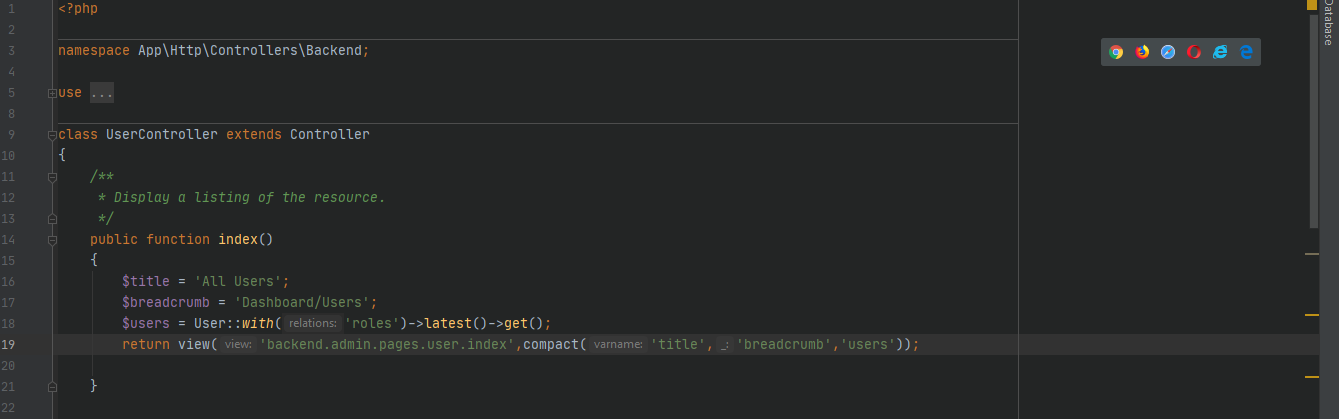 1 <?php
2
3 namespace App\Http\Controllers\Backend;
4
5 use ...
8
9 class UserController extends Controller
10 {
11 /**
12 * Display a listing of the resource.
13 */
14 public function index()
15 {
16 $title = 'All Users';
17 $breadcrumb = 'Dashboard/Users';
18 $users = User::with( relations: 'roles')->latest()->get();
19 return view( view: 'backend.admin.pages.user.index',compact( varname: 'title', _: 'breadcrumb','users'));
20
21 }
22
Database